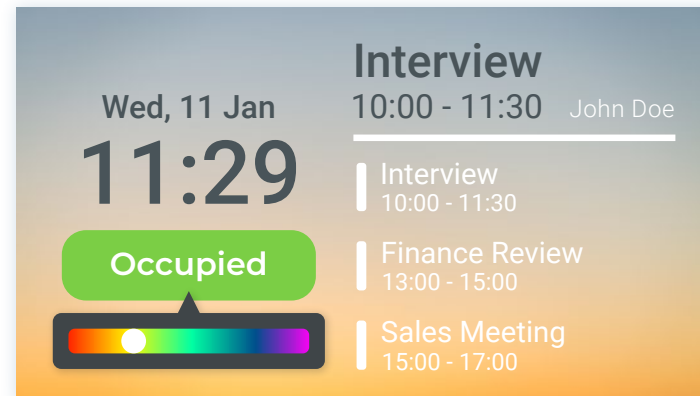 Wed, 11 Jan
11:29
Occupied
Interview
10:00 - 11:30 John Doe
Interview
10:00 - 11:30
Finance Review
13:00 - 15:00
Sales Meeting
15:00 - 17:00